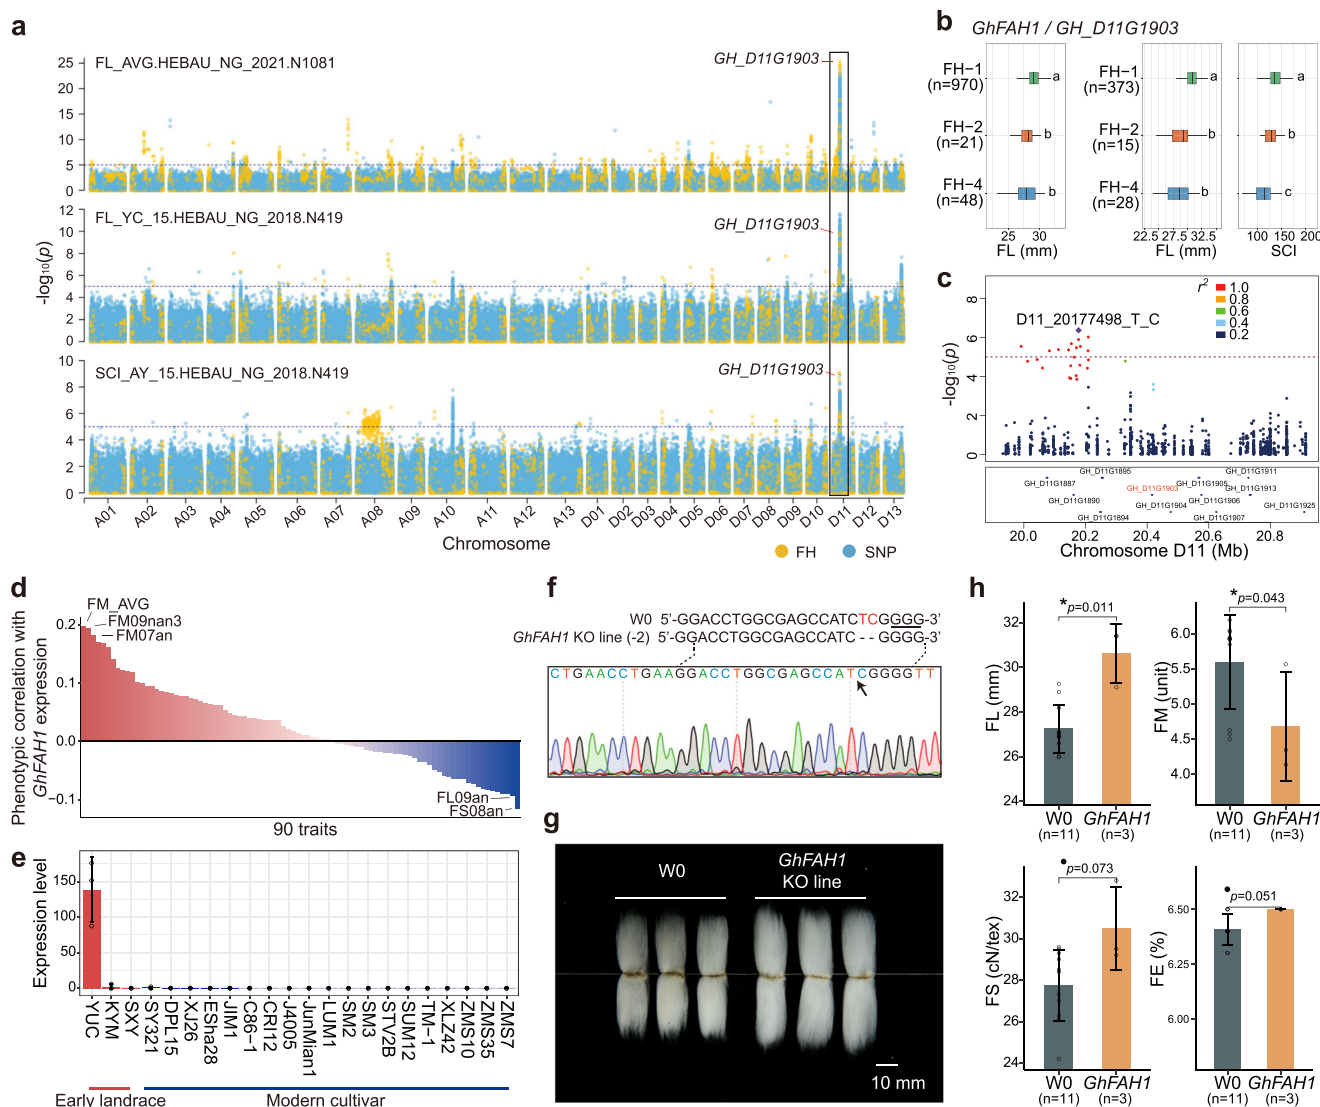 a
FL_AVG.HEBAU_NG_2021.N1081
GH_D11G1903
25
20
15
10
5
0
FL_YC_15.HEBAU_NG_2018.N419
GH_D11G1903
12
10
8
6
4
2
0
-log10(p)
SCI_AY_15.HEBAU_NG_2018.N419
GH_D11G1903
10
8
6
4
2
0
A01 A02 A03 A04 A05 A06 A07 A08 A09 A10 A11 A12 A13 D01 D02 D03 D04 D05 D06 D07 D08 D09 D10 D11 D12 D13
Chromosome
FH SNP
b
GhFAH1 / GH_D11G1903
FH−1
(n=970)
a
FH−2
(n=21)
b
FH−4
(n=48)
b
25 30
FL (mm)
FH−1
(n=373)
a
FH−2
(n=15)
b
FH−4
(n=28)
b
22.5 27.5 32.5
FL (mm)
a
b
c
100 150 200
SCI
c
r2
1.0
0.8
0.6
0.4
0.2
D11_20177498_T_C
8
6
4
2
0
-log10(p)
GH_D11G1895 GH_D11G1911
GH_D11G1887 GH_D11G1903 GH_D11G1905 GH_D11G1913
GH_D11G1890 GH_D11G1904 GH_D11G1906 GH_D11G1925
GH_D11G1894 GH_D11G1907
20.0 20.2 20.4 20.6 20.8
Chromosome D11 (Mb)
d
Phenotypic correlation with
GhFAH1 expression
0.2
0.1
0.0
−0.1
FM_AVG
FM09nan3
FM07an
FL09an
FS08an
90 traits
e
Expression level
150
100
50
0
YUC KYM SXY SY321 DPL15 XJ26 ESha28 JIM1 C86−1 CRI12 J4005 JunMian1 LUM1 SM2 SM3 STV2B SUM12 TM−1 XLZ42 ZMS10 ZMS35 ZMS7
Early landrace Modern cultivar
f
W0 5'-GGACCTGGCGAGCCATCTCGGGG-3'
GhFAH1 KO line (-2) 5'-GGACCTGGCGAGCCATC - - GGGG-3'
CTGAACCTGAAGGACCTGGCGAGCCATCGGGGTT
g
W0
GhFAH1
KO line
10 mm
h
* p=0.011
FL (mm)
32
30
28
26
24
W0 GhFAH1
(n=11) (n=3)
* p=0.043
FM (unit)
6.0
5.5
5.0
4.5
4.0
W0 GhFAH1
(n=11) (n=3)
p=0.073
FS (cN/tex)
32
30
28
26
24
W0 GhFAH1
(n=11) (n=3)
p=0.051
FE (%)
6.50
6.25
6.00
W0 GhFAH1
(n=11) (n=3)